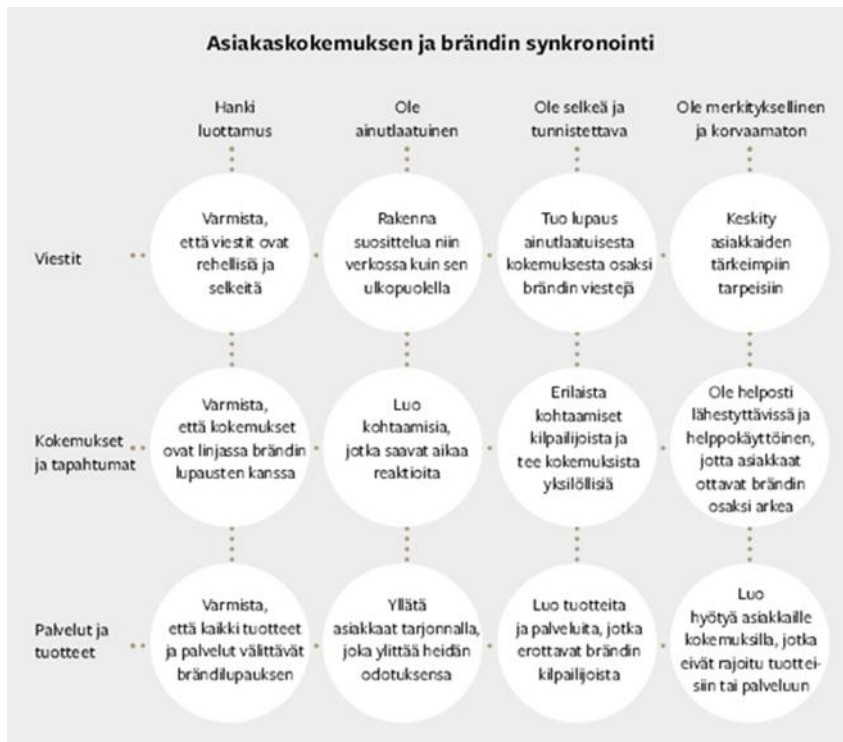 Asiakaskokemuksen ja brändin synkronointi
Hanki
luottamus
Ole
ainutlaatuinen
Ole selkeä ja
tunnistettava
Ole merkityksellinen
ja korvaamaton
Viestit
Varmista,
että viestit ovat
rehellisiä ja
selkeitä
Rakenna
suosittelua niin
verkossa kuin sen
ulkopuolella
Tuo lupaus
ainutlaatuisesta
kokemuksesta osaksi
brändin viestejä
Keskity
asiakkaiden
tärkeimpiin
tarpeisiin
Kokemukset
ja tapahtumat
Varmista,
että kokemukset
ovat linjassa brändin
lupausten kanssa
Luo
kohtaamisia,
jotka saavat aikaa
reaktioita
Erilaista
kohtaamiset
kilpailijoista ja
tee kokemuksista
yksilöllisiä
Ole helposti
lähestyttävissä ja
helppokäyttöinen,
jotta asiakkaat
ottavat brändin
osaksi arkea
Palvelut ja
tuotteet
Varmista,
että kaikki tuotteet
ja palvelut välittävät
brändilupauksen
Yllätä
asiakkaat tarjonnalla,
joka ylittää heidän
odotuksensa
Luo tuotteita
ja palveluita, jotka
erottavat brändin
kilpailijoista
Luo
hyötyä asiakkaille
kokemuksilla, jotka
eivät rajoitu tuottei-
siin tai palveluun